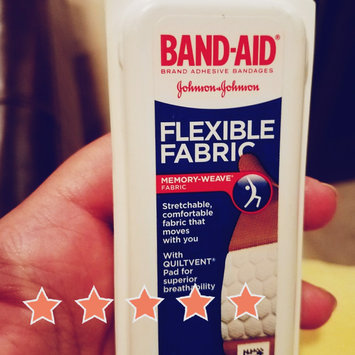 BAND-AID®
BRAND ADHESIVE BANDAGES
Johnson & Johnson
FLEXIBLE
FABRIC
MEMORY-WEAVE®
FABRIC
Stretchable,
comfortable
fabric that
moves
with you
With
QUILTVENT®
Pad for
superior
breathability